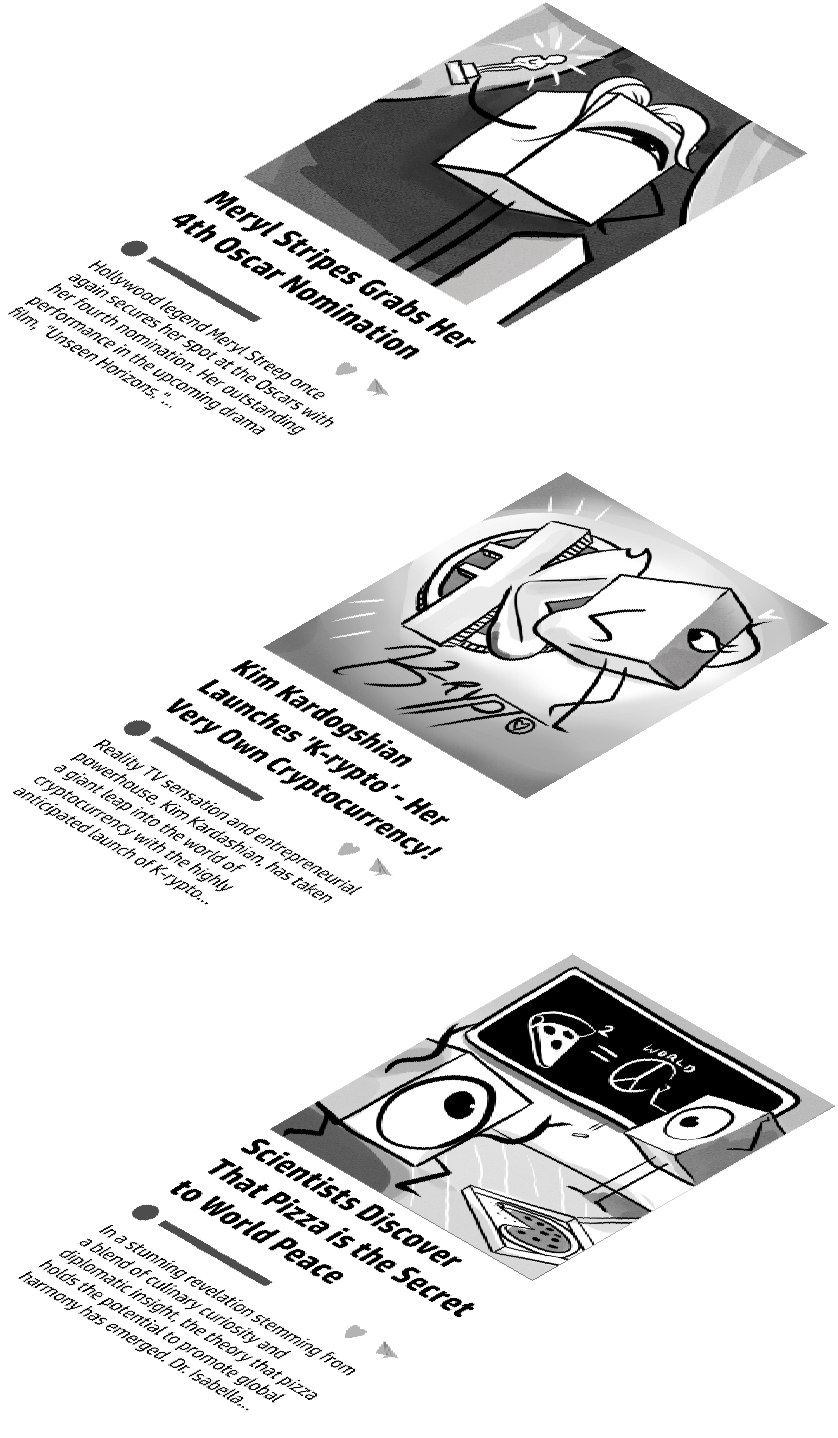 Meryl Stripes Grabs Her
4th Oscar Nomination
Hollywood legend Meryl Streep once
again secures her spot at the Oscars with
her fourth nomination. Her outstanding
performance in the upcoming drama
film, "Unseen Horizons,"...
K-rypt
Kim Kardogshian
Launches 'K-rypto' - Her
Very Own Cryptocurrency!
Reality TV sensation and entrepreneurial
powerhouse, Kim Kardashian, has taken
a giant leap into the world of
cryptocurrency with the highly
anticipated launch of K-rypto...
2
=
WORLD
Scientists Discover
That Pizza is the Secret
to World Peace
In a stunning revelation stemming from
a blend of culinary curiosity and
diplomatic insight, the theory that pizza
holds the potential to promote global
harmony has emerged. Dr. Isabella...